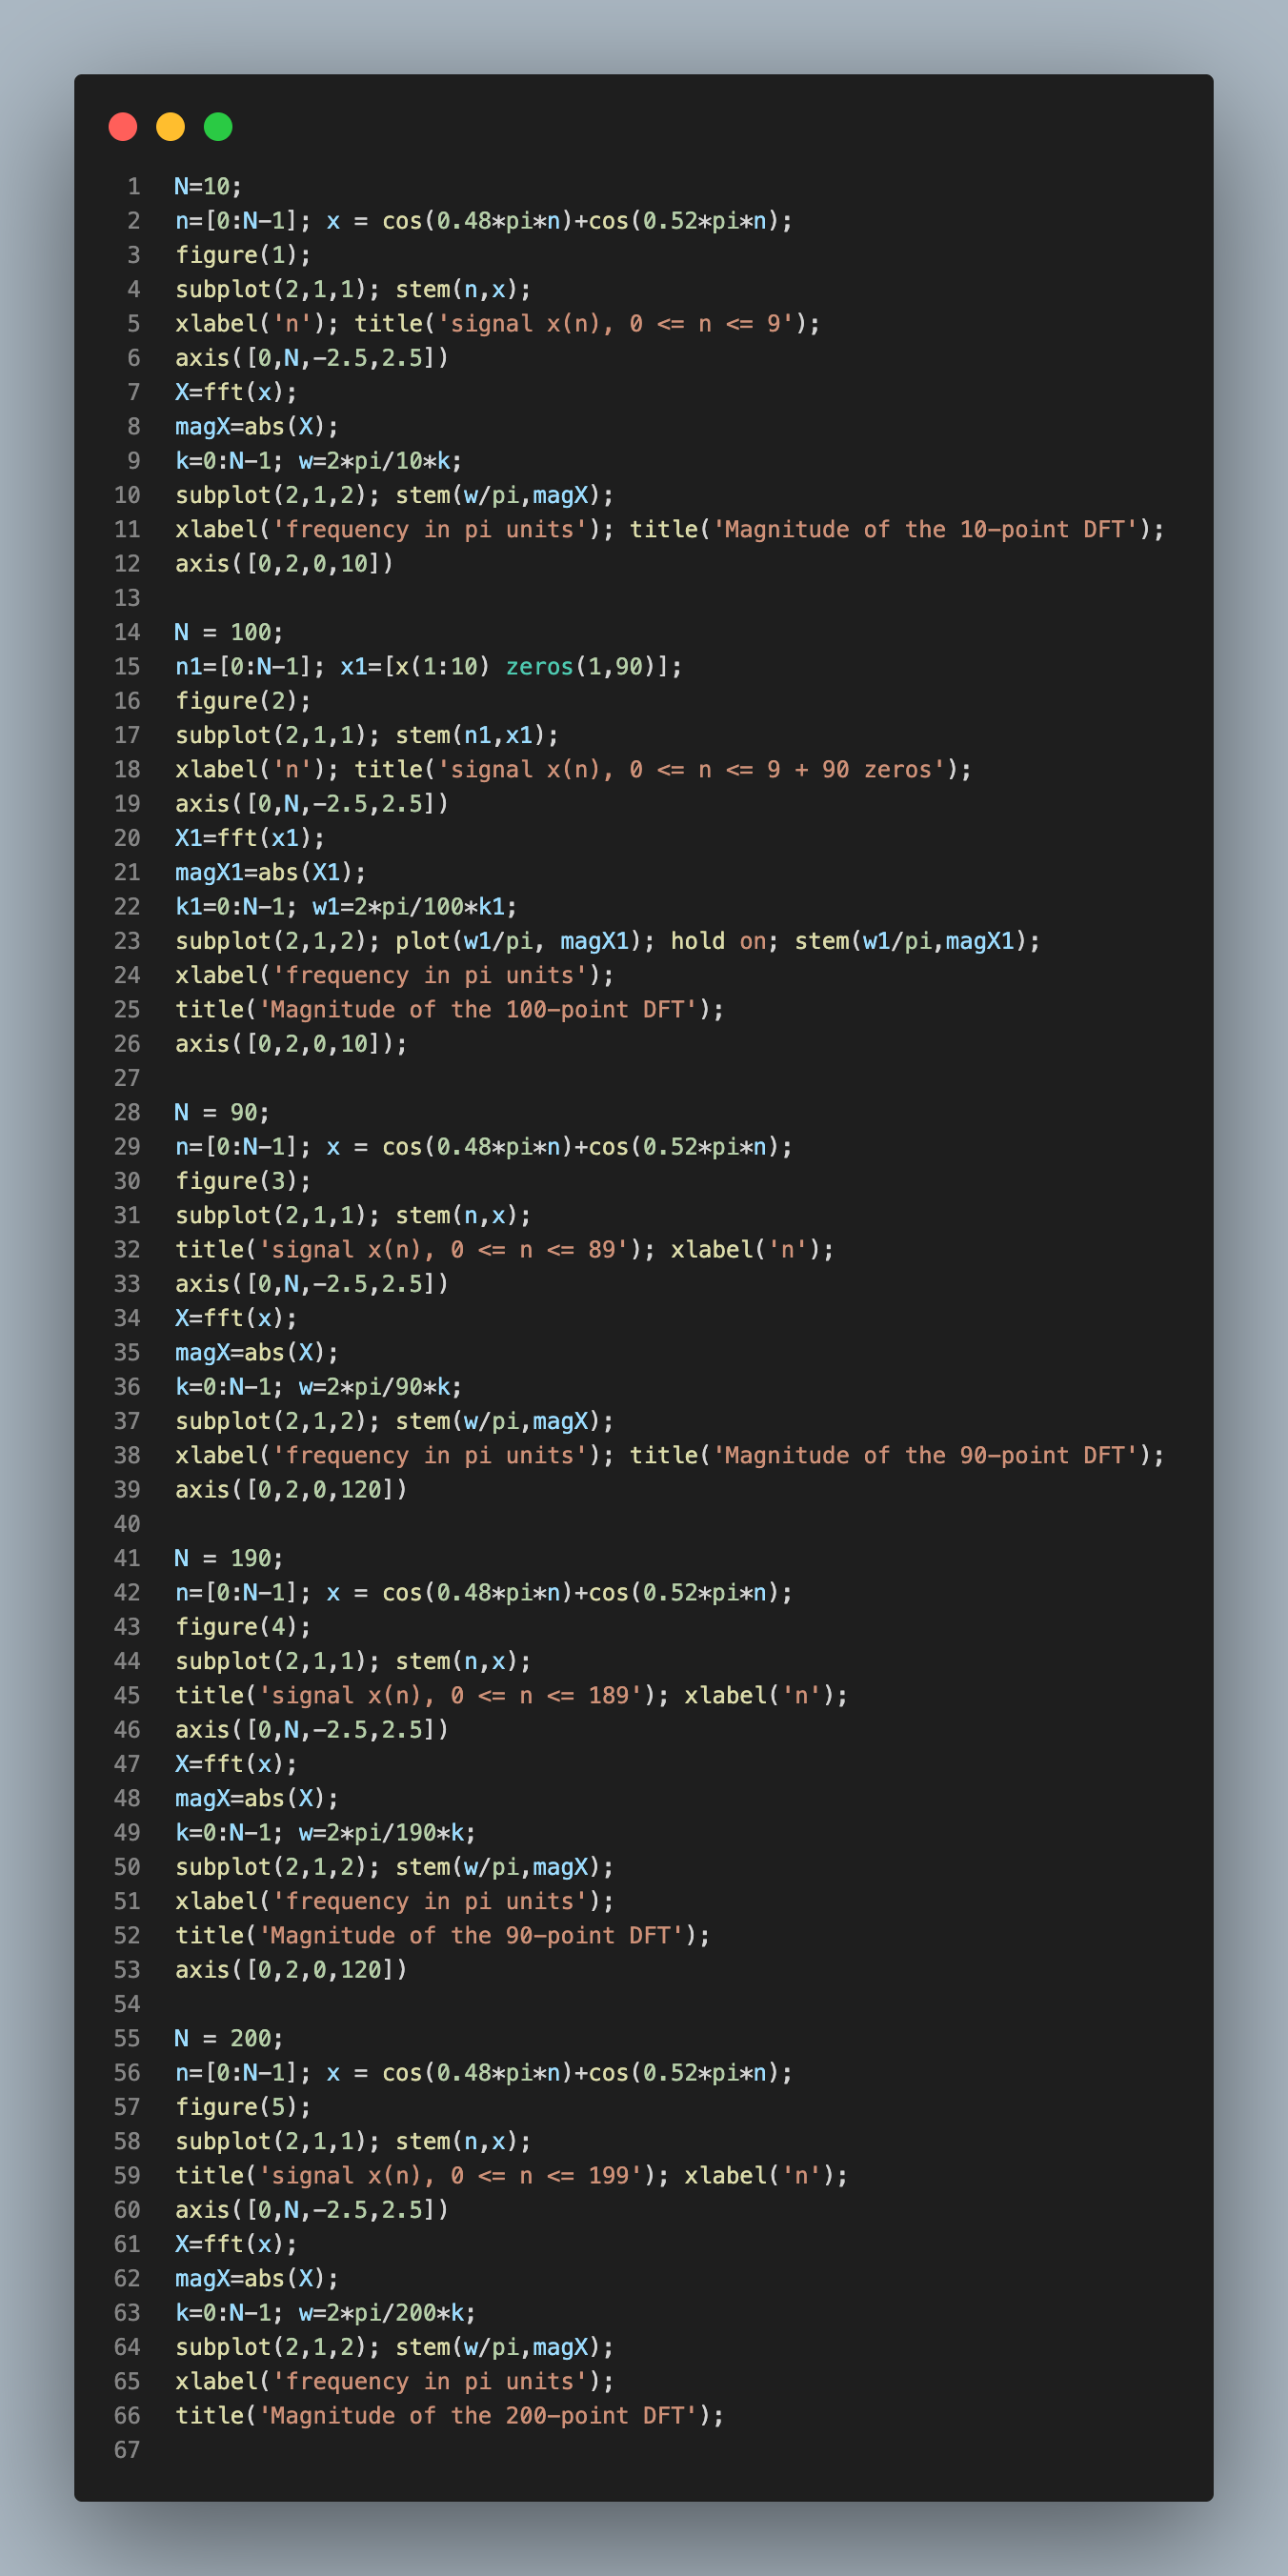 1 N=10;
2 n=[0:N-1]; x = cos(0.48*pi*n)+cos(0.52*pi*n);
3 figure(1);
4 subplot(2,1,1); stem(n,x);
5 xlabel('n'); title('signal x(n), 0 <= n <= 9');
6 axis([0,N,-2.5,2.5])
7 X=fft(x);
8 magX=abs(X);
9 k=0:N-1; w=2*pi/10*k;
10 subplot(2,1,2); stem(w/pi,magX);
11 xlabel('frequency in pi units'); title('Magnitude of the 10-point DFT');
12 axis([0,2,0,10])
13
14 N = 100;
15 n1=[0:N-1]; x1=[x(1:10) zeros(1,90)];
16 figure(2);
17 subplot(2,1,1); stem(n1,x1);
18 xlabel('n'); title('signal x(n), 0 <= n <= 9 + 90 zeros');
19 axis([0,N,-2.5,2.5])
20 X1=fft(x1);
21 magX1=abs(X1);
22 k1=0:N-1; w1=2*pi/100*k1;
23 subplot(2,1,2); plot(w1/pi, magX1); hold on; stem(w1/pi,magX1);
24 xlabel('frequency in pi units');
25 title('Magnitude of the 100-point DFT');
26 axis([0,2,0,10]);
27
28 N = 90;
29 n=[0:N-1]; x = cos(0.48*pi*n)+cos(0.52*pi*n);
30 figure(3);
31 subplot(2,1,1); stem(n,x);
32 title('signal x(n), 0 <= n <= 89'); xlabel('n');
33 axis([0,N,-2.5,2.5])
34 X=fft(x);
35 magX=abs(X);
36 k=0:N-1; w=2*pi/90*k;
37 subplot(2,1,2); stem(w/pi,magX);
38 xlabel('frequency in pi units'); title('Magnitude of the 90-point DFT');
39 axis([0,2,0,120])
40
41 N = 190;
42 n=[0:N-1]; x = cos(0.48*pi*n)+cos(0.52*pi*n);
43 figure(4);
44 subplot(2,1,1); stem(n,x);
45 title('signal x(n), 0 <= n <= 189'); xlabel('n');
46 axis([0,N,-2.5,2.5])
47 X=fft(x);
48 magX=abs(X);
49 k=0:N-1; w=2*pi/190*k;
50 subplot(2,1,2); stem(w/pi,magX);
51 xlabel('frequency in pi units');
52 title('Magnitude of the 90-point DFT');
53 axis([0,2,0,120])
54
55 N = 200;
56 n=[0:N-1]; x = cos(0.48*pi*n)+cos(0.52*pi*n);
57 figure(5);
58 subplot(2,1,1); stem(n,x);
59 title('signal x(n), 0 <= n <= 199'); xlabel('n');
60 axis([0,N,-2.5,2.5])
61 X=fft(x);
62 magX=abs(X);
63 k=0:N-1; w=2*pi/200*k;
64 subplot(2,1,2); stem(w/pi,magX);
65 xlabel('frequency in pi units');
66 title('Magnitude of the 200-point DFT');
67